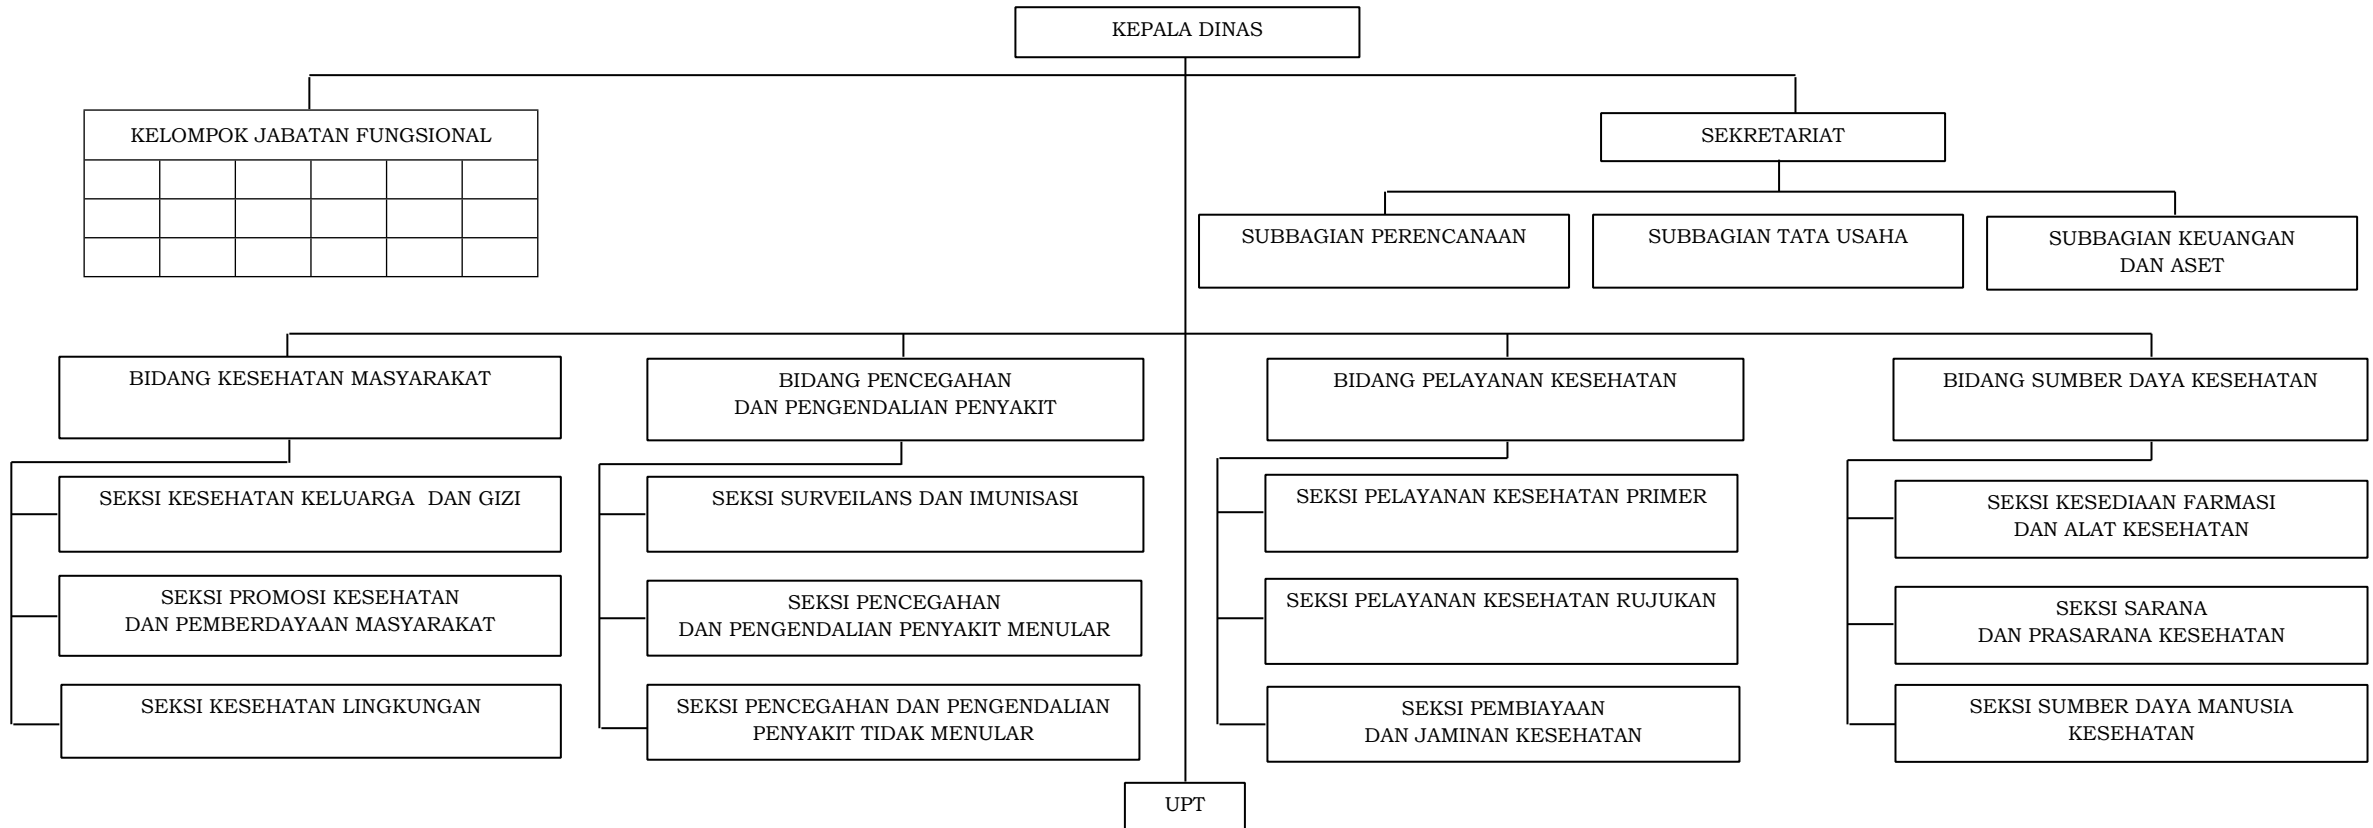 KEPALA DINAS
KELOMPOK JABATAN FUNGSIONAL
SEKRETARIAT
SUBBAGIAN PERENCANAAN
SUBBAGIAN TATA USAHA
SUBBAGIAN KEUANGAN
DAN ASET
BIDANG KESEHATAN MASYARAKAT
SEKSI KESEHATAN KELUARGA  DAN GIZI
SEKSI PROMOSI KESEHATAN
DAN PEMBERDAYAAN MASYARAKAT
SEKSI KESEHATAN LINGKUNGAN
BIDANG PENCEGAHAN
DAN PENGENDALIAN PENYAKIT
SEKSI SURVEILANS DAN IMUNISASI
SEKSI PENCEGAHAN
DAN PENGENDALIAN PENYAKIT MENULAR
SEKSI PENCEGAHAN DAN PENGENDALIAN
PENYAKIT TIDAK MENULAR
BIDANG PELAYANAN KESEHATAN
SEKSI PELAYANAN KESEHATAN PRIMER
SEKSI PELAYANAN KESEHATAN RUJUKAN
SEKSI PEMBIAYAAN
DAN JAMINAN KESEHATAN
BIDANG SUMBER DAYA KESEHATAN
SEKSI KESEDIAAN FARMASI
DAN ALAT KESEHATAN
SEKSI SARANA
DAN PRASARANA KESEHATAN
SEKSI SUMBER DAYA MANUSIA
KESEHATAN
UPT